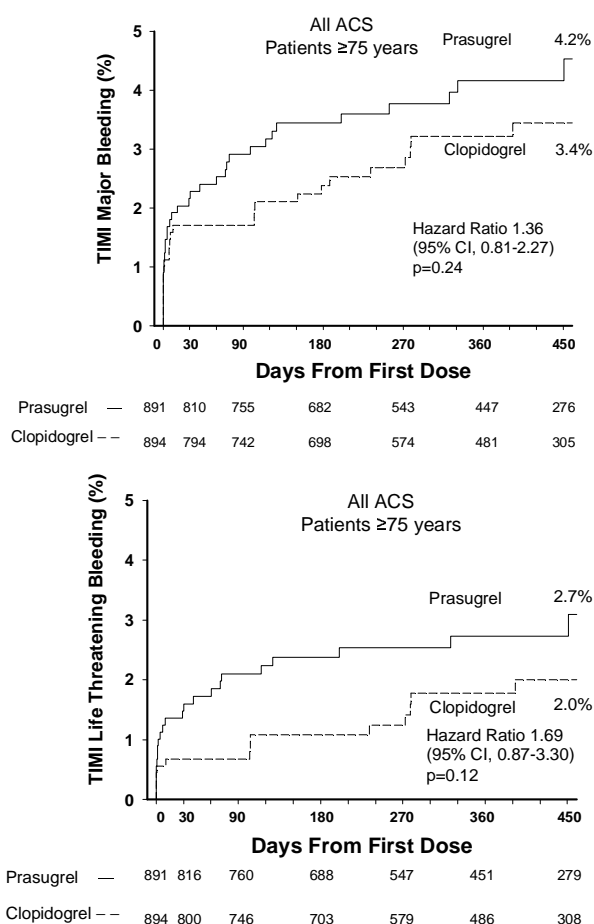 All ACS
Patients ≥75 years
TIMI Major Bleeding (%)
5
4
3
2
1
0
Prasugrel 4.2%
Clopidogrel 3.4%
Hazard Ratio 1.36
(95% CI, 0.81-2.27)
p=0.24
0 30 90 180 270 360 450
Days From First Dose
Prasugrel — 891 810 755 682 543 447 276
Clopidogrel – – 894 794 742 698 574 481 305
All ACS
Patients ≥75 years
TIMI Life Threatening Bleeding (%)
5
4
3
2
1
0
Prasugrel 2.7%
Clopidogrel 2.0%
Hazard Ratio 1.69
(95% CI, 0.87-3.30)
p=0.12
0 30 90 180 270 360 450
Days From First Dose
Prasugrel — 891 816 760 688 547 451 279
Clopidogrel – – 894 800 746 703 579 486 308